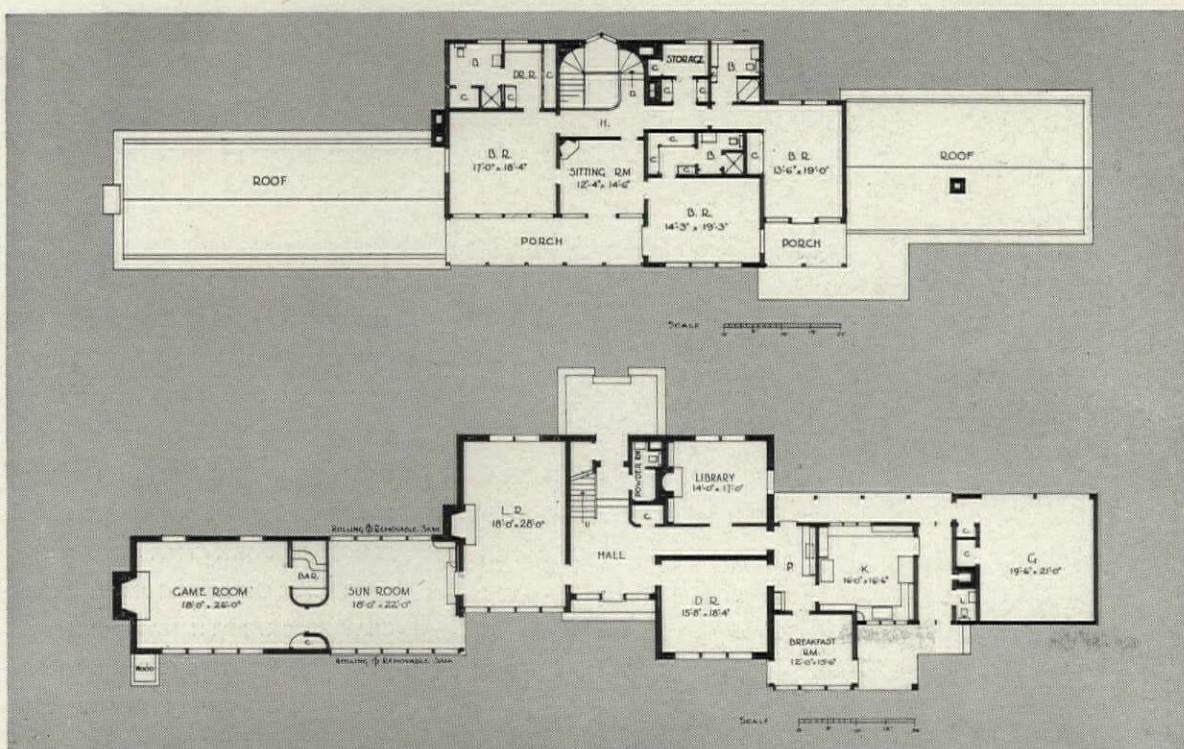 B.
DR. R.
C.
C.
C.
STORAGE
C.
C.
C.
B.
C.
D.
H.
B. R.
17'-0" x 18'-4"
SITTING RM
12'-4" x 14'-6"
C.
C.
C.
B.
C.
B. R.
13'-6" x 19'-0"
ROOF
ROOF
B. R.
14'-3" x 19'-3"
PORCH
PORCH
SCALE
POWDER RM
LIBRARY
14'-0" x 17'-0"
L. R.
18'-0" x 28'-0"
U
C.
HALL
ROLLING & REMOVABLE SASH
GAME ROOM
18'-0" x 26'-0"
BAR
SUN ROOM
18'-0" x 22'-0"
C.
ROLLING & REMOVABLE SASH
WOOD
D. R.
15'-8" x 18'-4"
P.
K.
16'-0" x 16'-6"
C.
C.
L.
G.
19'-6" x 21'-0"
BREAKFAST
RM.
12'-0" x 13'-6"
SCALE